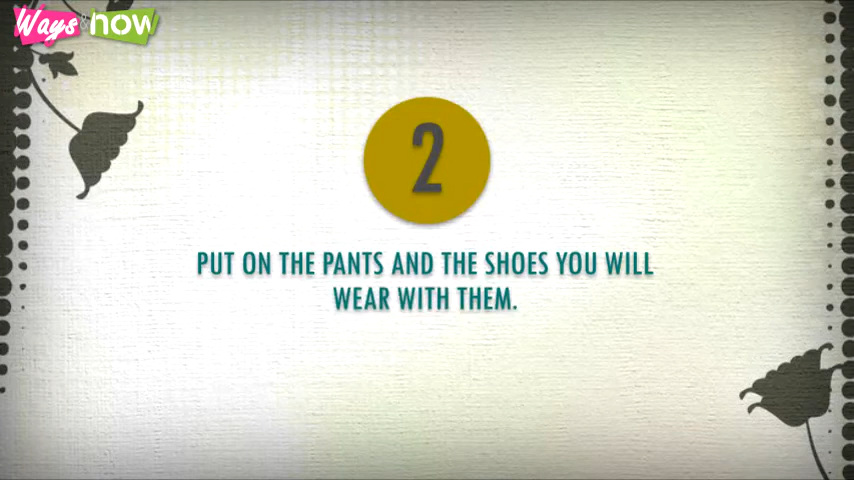 Ways & now
2
PUT ON THE PANTS AND THE SHOES YOU WILL
WEAR WITH THEM.